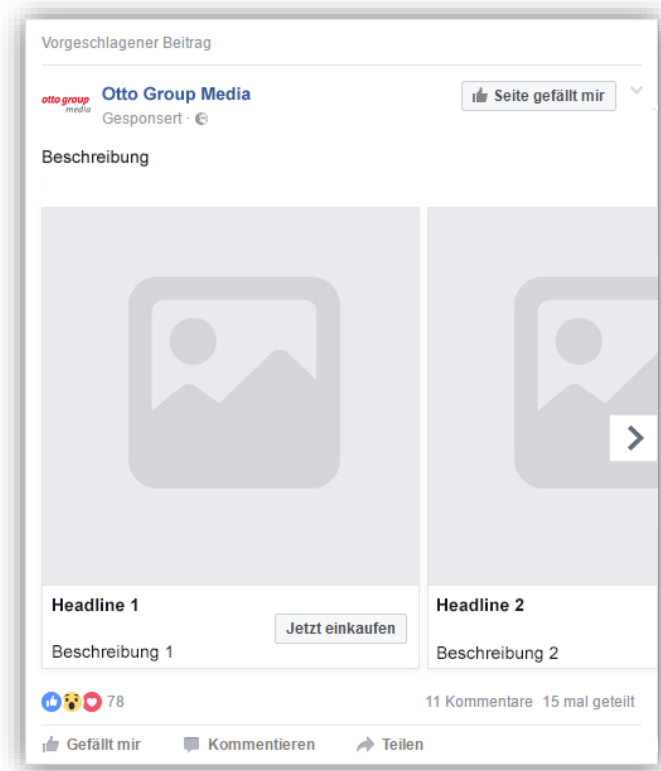 Vorgeschlagener Beitrag
otto group
media
Otto Group Media
Gesponsert ·
Seite gefällt mir
Beschreibung
Headline 1
Jetzt einkaufen
Beschreibung 1
Headline 2
Beschreibung 2
78
11 Kommentare 15 mal geteilt
Gefällt mir Kommentieren Teilen